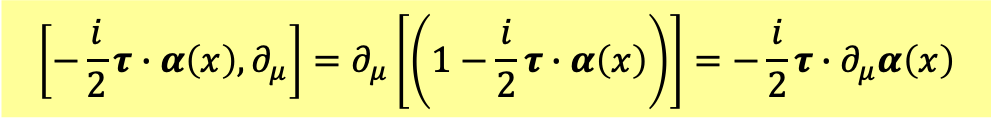 [−i/2 𝝉 · 𝜶(x), ∂_μ] = ∂_μ [(1 − i/2 𝝉 · 𝜶(x))] = −i/2 𝝉 · ∂_μ𝜶(x)